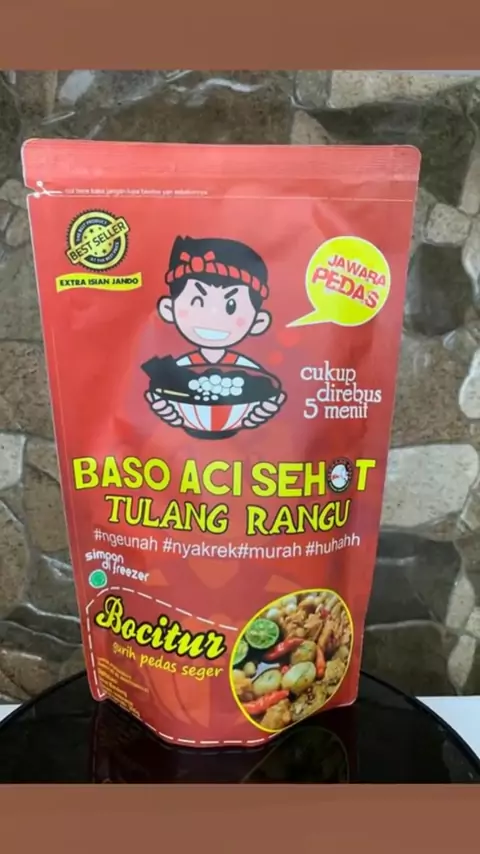 BEST SELLER
EXTRA ISIAN JANDO
JAWARA
PEDAS
cukup
direbus
5 menit
BASO ACI SEHOT
TULANG RANGU
#ngeunah #nyakrek#murah #huhahh
simpan
di freezer
Bocitur
gurih pedas seger